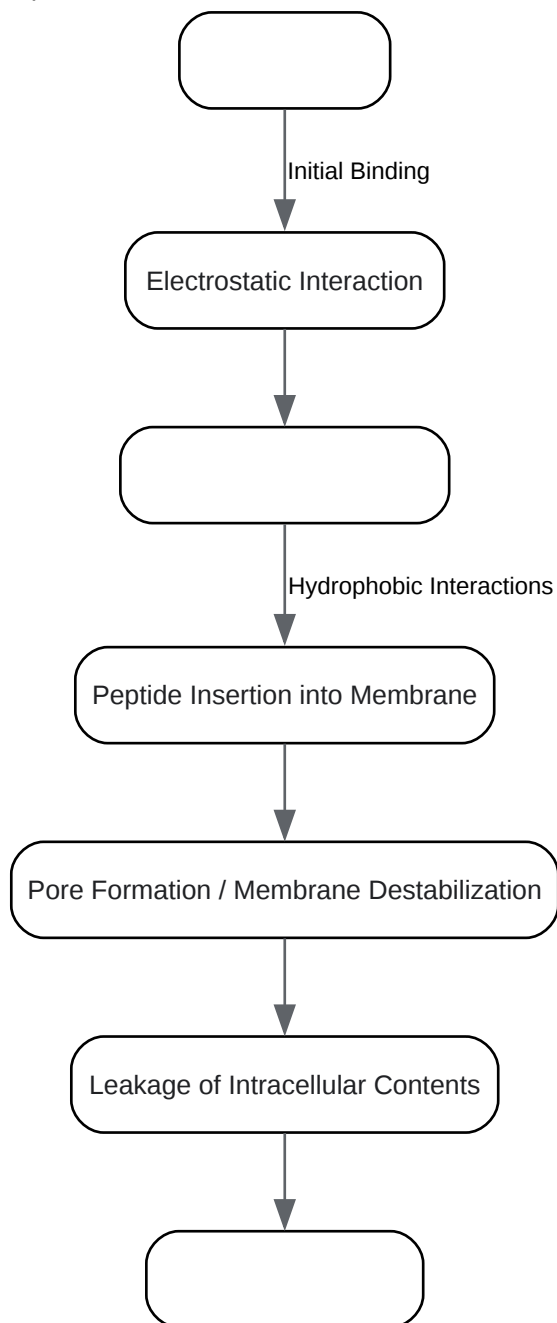 Initial Binding
Electrostatic Interaction
Hydrophobic Interactions
Peptide Insertion into Membrane
Pore Formation / Membrane Destabilization
Leakage of Intracellular Contents